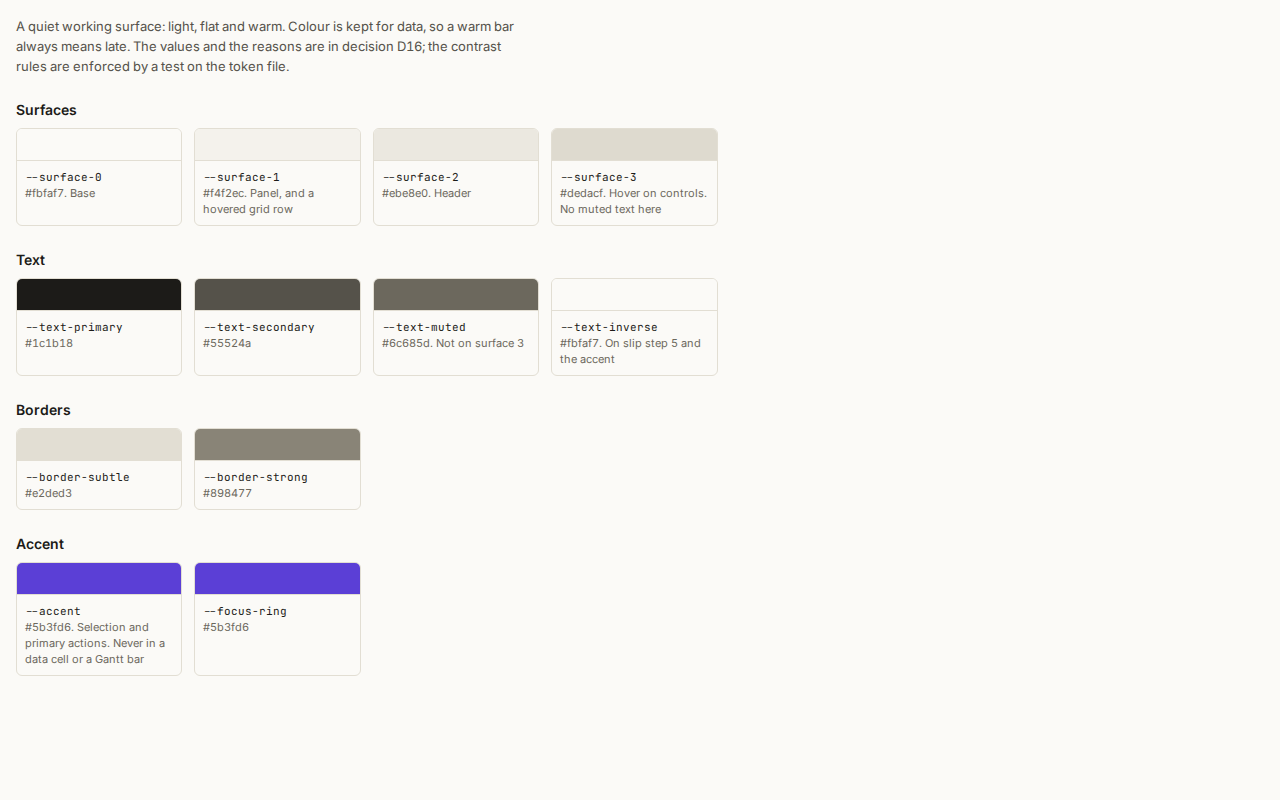 A quiet working surface: light, flat and warm. Colour is kept for data, so a warm bar
always means late. The values and the reasons are in decision D16; the contrast
rules are enforced by a test on the token file.
Surfaces
--surface-0
#fbfaf7. Base
--surface-1
#f4f2ec. Panel, and a
hovered grid row
--surface-2
#ebe8e0. Header
--surface-3
#dedacf. Hover on controls.
No muted text here
Text
--text-primary
#1c1b18
--text-secondary
#55524a
--text-muted
#6c685d. Not on surface 3
--text-inverse
#fbfaf7. On slip step 5 and
the accent
Borders
--border-subtle
#e2ded3
--border-strong
#898477
Accent
--accent
#5b3fd6. Selection and
primary actions. Never in a
data cell or a Gantt bar
--focus-ring
#5b3fd6